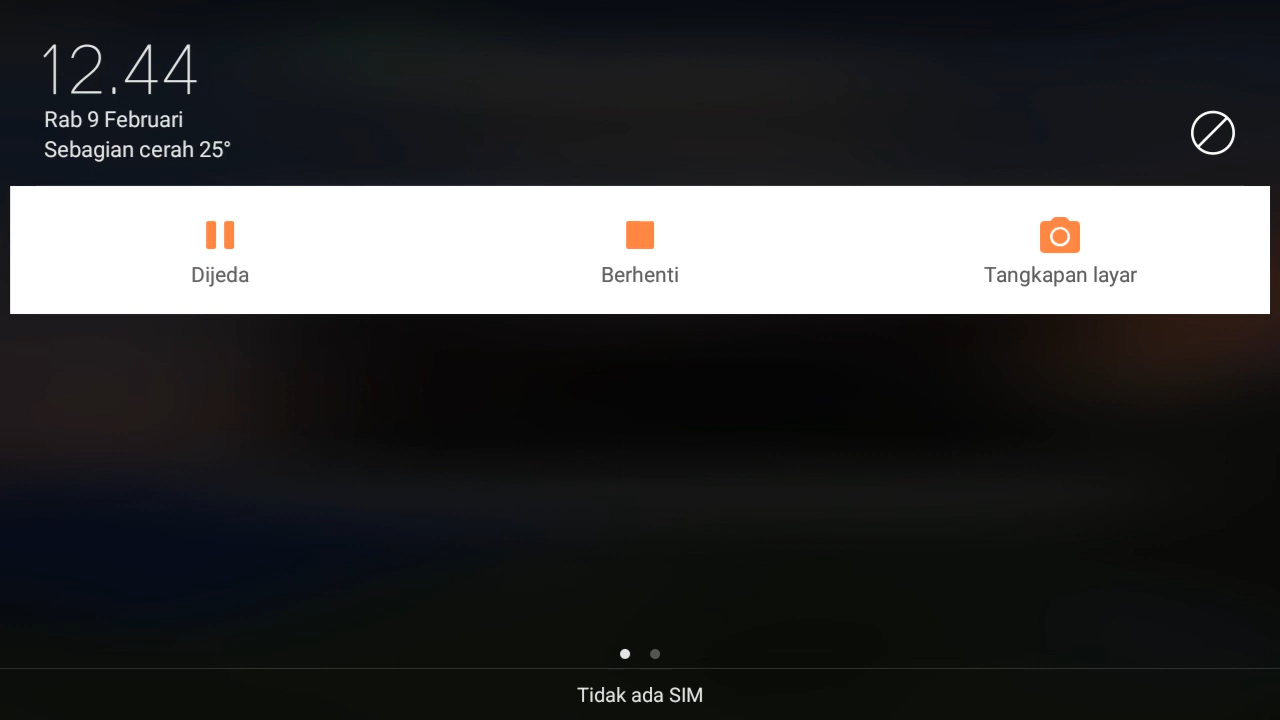 12.44
Rab 9 Februari
Sebagian cerah 25°
Dijeda
Berhenti
Tangkapan layar
Tidak ada SIM